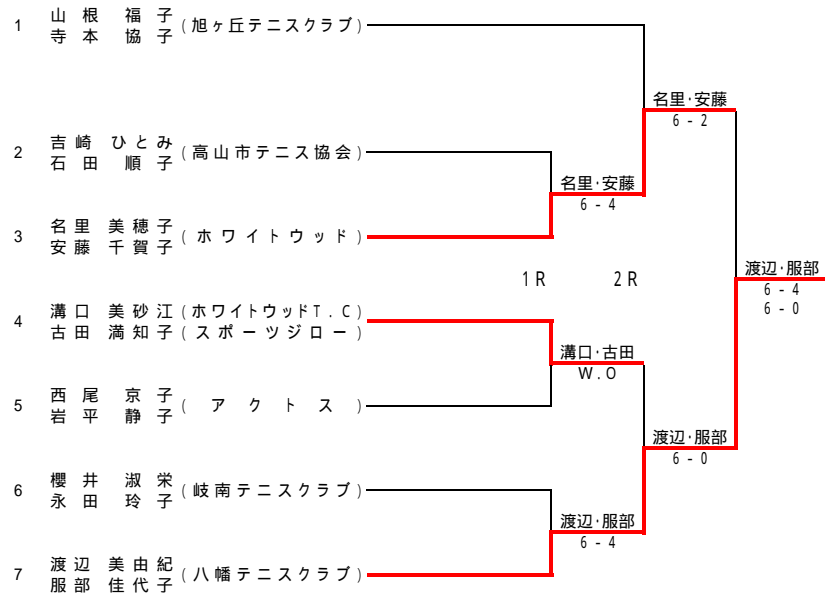 1 山根 福子 (旭ヶ丘テニスクラブ)
寺本 協子
名里・安藤
6-2
2 吉崎 ひとみ (高山市テニス協会)
石田 順子
名里・安藤
6-4
3 名里 美穂子 (ホワイトウッド)
安藤 千賀子
1R 2R
渡辺・服部
6-4
6-0
4 溝口 美砂江 (ホワイトウッドT.C)
古田 満知子 (スポーツジロー)
溝口・古田
W.O
5 西尾 京子 (アクトス)
岩平 静子
渡辺・服部
6-0
6 櫻井 淑栄 (岐南テニスクラブ)
永田 玲子
渡辺・服部
6-4
7 渡辺 美由紀 (八幡テニスクラブ)
服部 佳代子